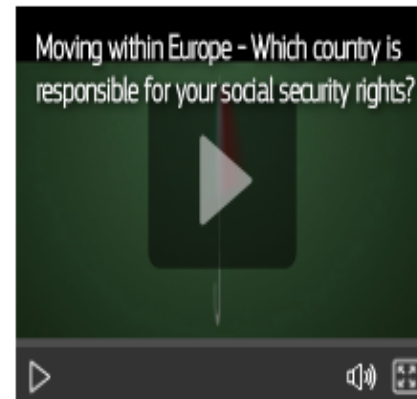 Moving within Europe - Which country is
responsible for your social security rights?